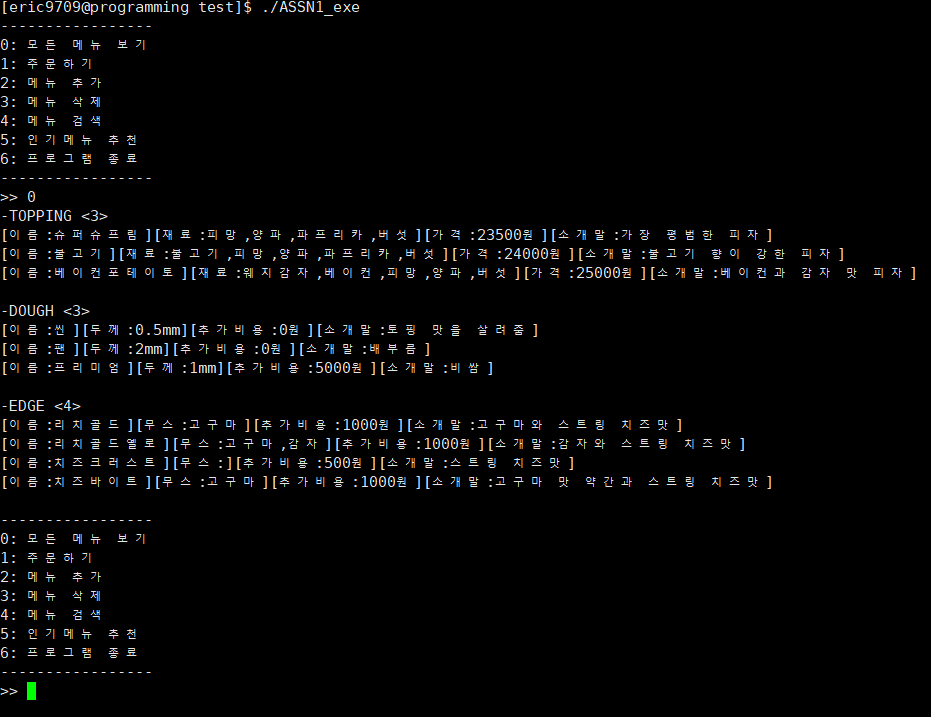 [eric9709@programming test]$ ./ASSN1_exe
-----------------
0: 모든 메뉴 보기
1: 주문하기
2: 메뉴 추가
3: 메뉴 삭제
4: 메뉴 검색
5: 인기메뉴 추천
6: 프로그램 종료
-----------------
>> 0
-TOPPING <3>
[이름:슈퍼슈프림][재료:피망,양파,파프리카,버섯][가격:23500원][소개말:가장 평범한 피자]
[이름:불고기][재료:불고기,피망,양파,파프리카,버섯][가격:24000원][소개말:불고기 향이 강한 피자]
[이름:베이컨포테이토][재료:웨지감자,베이컨,피망,양파,버섯][가격:25000원][소개말:베이컨과 감자 맛 피자]
-DOUGH <3>
[이름:씬][두께:0.5mm][추가비용:0원][소개말:토핑 맛을 살려줌]
[이름:팬][두께:2mm][추가비용:0원][소개말:배부름]
[이름:프리미엄][두께:1mm][추가비용:5000원][소개말:비쌈]
-EDGE <4>
[이름:리치골드][무스:고구마][추가비용:1000원][소개말:고구마와 스트링 치즈맛]
[이름:리치골드옐로][무스:고구마,감자][추가비용:1000원][소개말:감자와 스트링 치즈맛]
[이름:치즈크러스트][무스:][추가비용:500원][소개말:스트링 치즈맛]
[이름:치즈바이트][무스:고구마][추가비용:1000원][소개말:고구마 맛 약간과 스트링 치즈맛]
-----------------
0: 모든 메뉴 보기
1: 주문하기
2: 메뉴 추가
3: 메뉴 삭제
4: 메뉴 검색
5: 인기메뉴 추천
6: 프로그램 종료
-----------------
>>